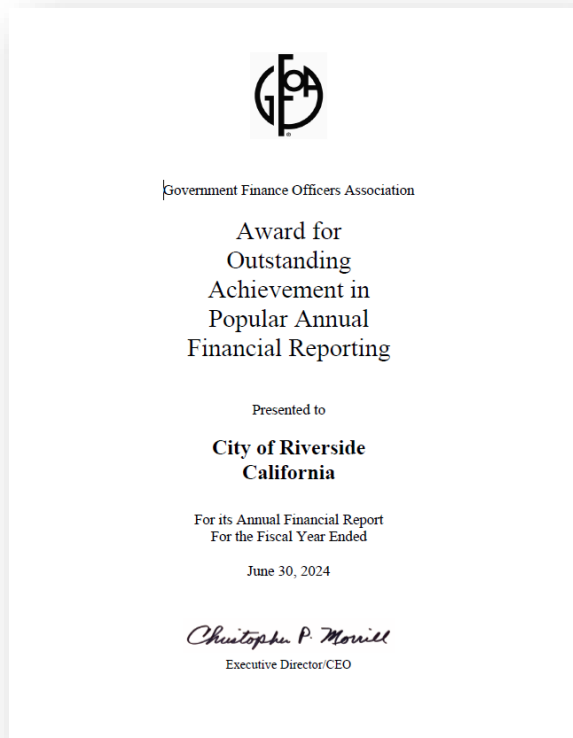 GFOA
Government Finance Officers Association
Award for
Outstanding
Achievement in
Popular Annual
Financial Reporting
Presented to
City of Riverside
California
For its Annual Financial Report
For the Fiscal Year Ended
June 30, 2024
Christopher P. Morrill
Executive Director/CEO